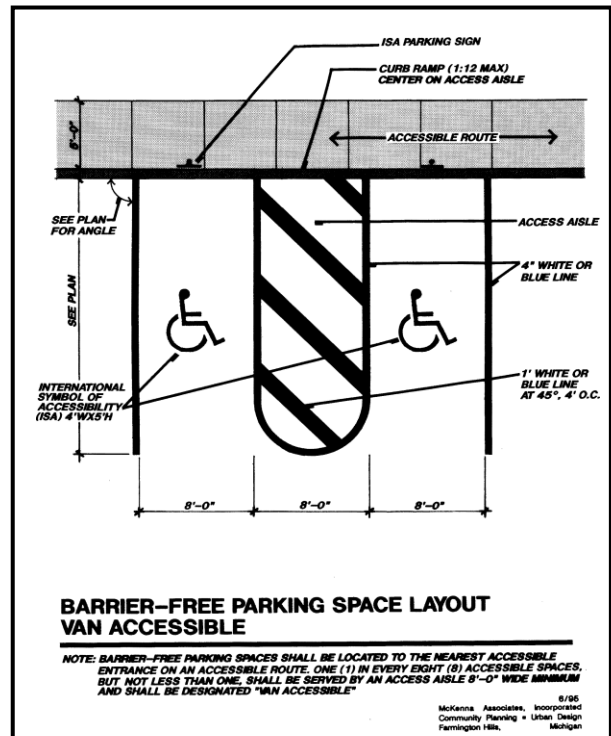 ISA PARKING SIGN
CURB RAMP (1:12 MAX)
CENTER ON ACCESS AISLE
5'-0"
ACCESSIBLE ROUTE
SEE PLAN
FOR ANGLE
ACCESS AISLE
4" WHITE OR
BLUE LINE
SEE PLAN
INTERNATIONAL
SYMBOL OF
ACCESSIBILITY
(ISA) 4'WX5'H
1' WHITE OR
BLUE LINE
AT 45°, 4' O.C.
8'-0"
8'-0"
8'-0"
BARRIER-FREE PARKING SPACE LAYOUT
VAN ACCESSIBLE
NOTE: BARRIER-FREE PARKING SPACES SHALL BE LOCATED TO THE NEAREST ACCESSIBLE
ENTRANCE ON AN ACCESSIBLE ROUTE. ONE (1) IN EVERY EIGHT (8) ACCESSIBLE SPACES,
BUT NOT LESS THAN ONE, SHALL BE SERVED BY AN ACCESS AISLE 8'-0" WIDE MINIMUM
AND SHALL BE DESIGNATED "VAN ACCESSIBLE"
6/95
McKenna Associates, Incorporated
Community Planning • Urban Design
Farmington Hills, Michigan